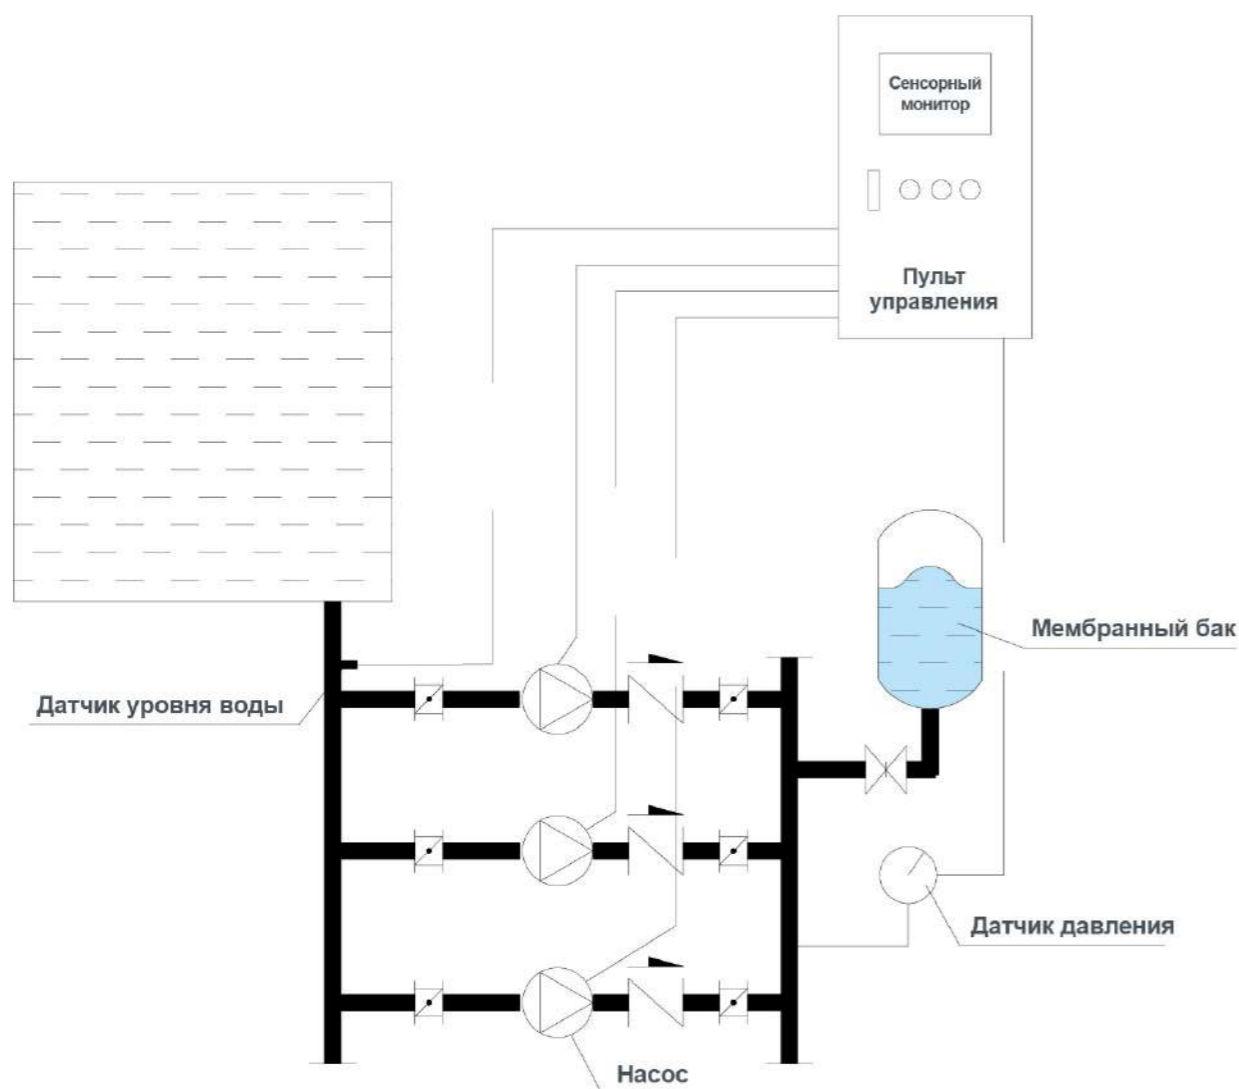 Сенсорный
монитор
Пульт
управления
Мембранный бак
Датчик уровня воды
Датчик давления
Насос